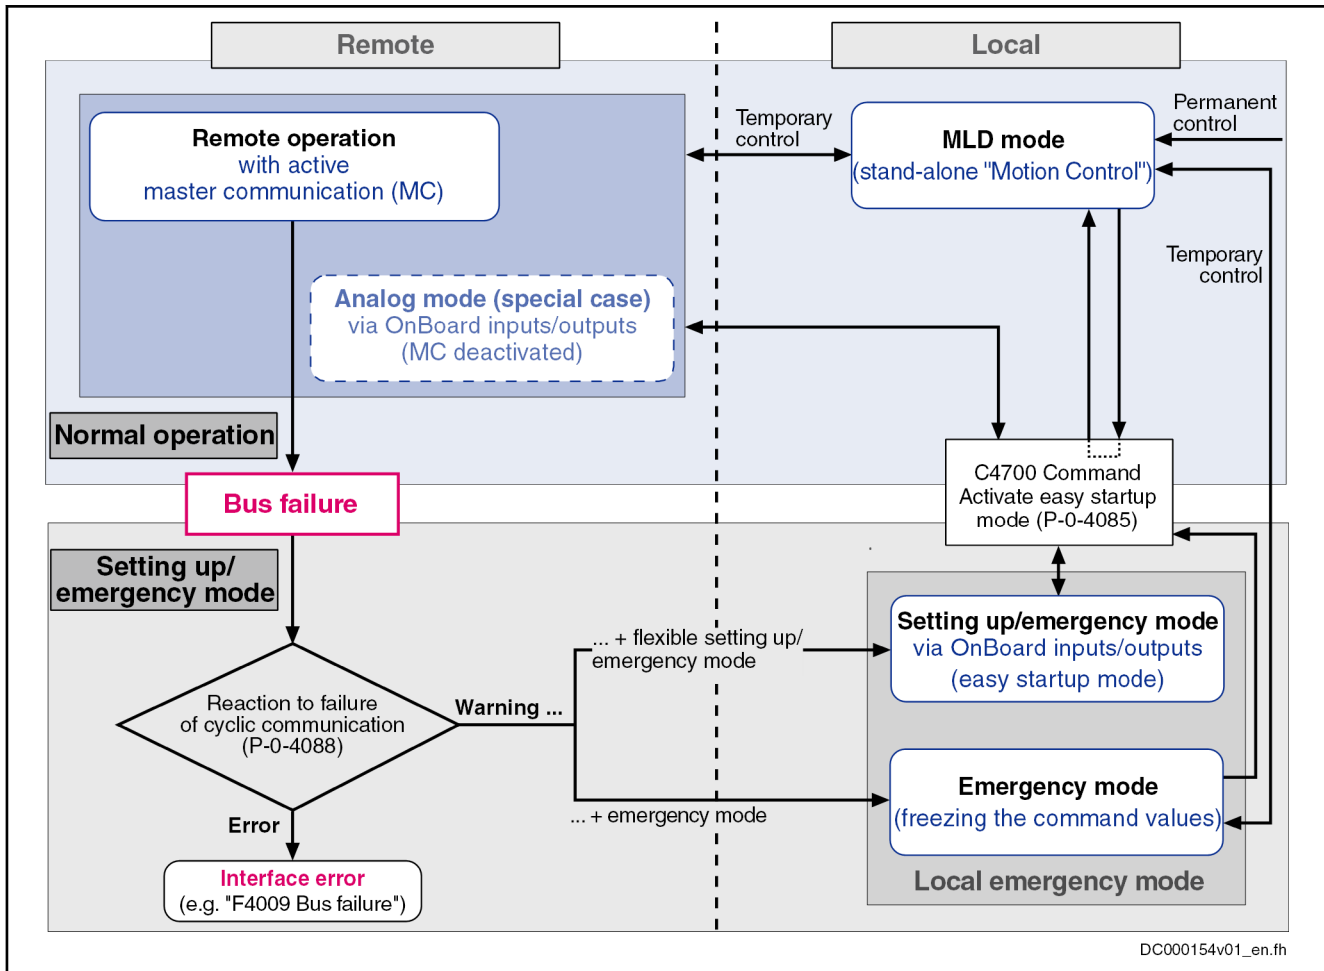 Remote
Local
Remote operation
with active
master communication (MC)
Temporary
control
MLD mode
(stand-alone "Motion Control")
Permanent
control
Temporary
control
Analog mode (special case)
via OnBoard inputs/outputs
(MC deactivated)
Normal operation
Bus failure
C4700 Command
Activate easy startup
mode (P-0-4085)
Setting up/
emergency mode
Reaction to failure
of cyclic communication
(P-0-4088)
Warning ...
... + flexible setting up/
emergency mode
Setting up/emergency mode
via OnBoard inputs/outputs
(easy startup mode)
... + emergency mode
Emergency mode
(freezing the command values)
Local emergency mode
Error
Interface error
(e.g. "F4009 Bus failure")
DC000154v01_en.fh